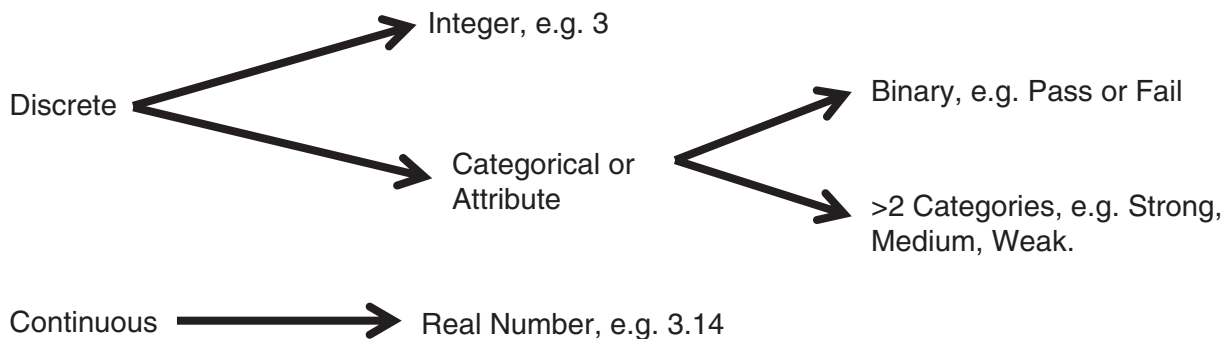 Integer, e.g. 3
Discrete
Binary, e.g. Pass or Fail
Categorical or
Attribute
>2 Categories, e.g. Strong,
Medium, Weak.
Continuous
Real Number, e.g. 3.14